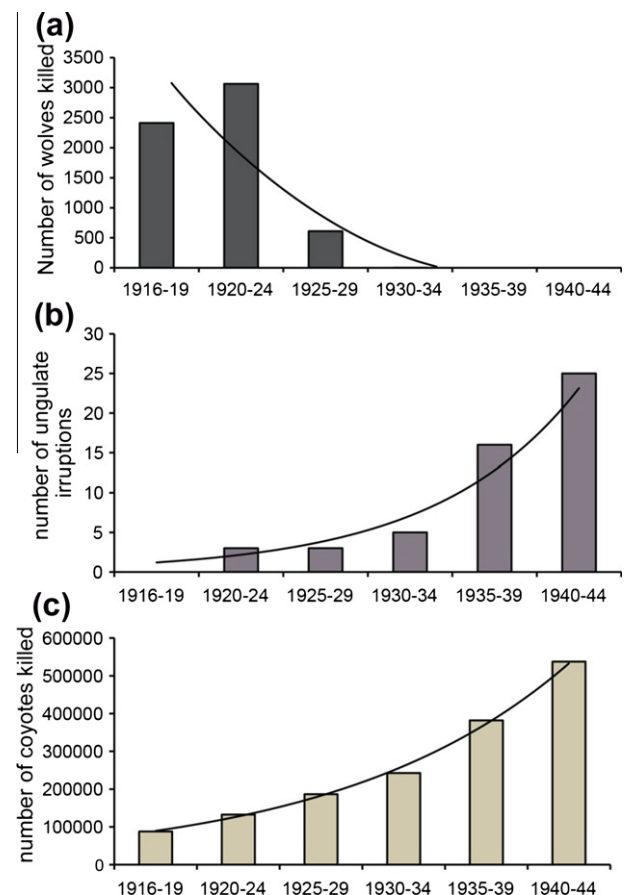 (a)
Number of wolves killed
3500
3000
2500
2000
1500
1000
500
0
1916-19 1920-24 1925-29 1930-34 1935-39 1940-44
(b)
number of ungulate
irruptions
30
25
20
15
10
5
0
1916-19 1920-24 1925-29 1930-34 1935-39 1940-44
(c)
number of coyotes killed
600000
500000
400000
300000
200000
100000
0
1916-19 1920-24 1925-29 1930-34 1935-39 1940-44